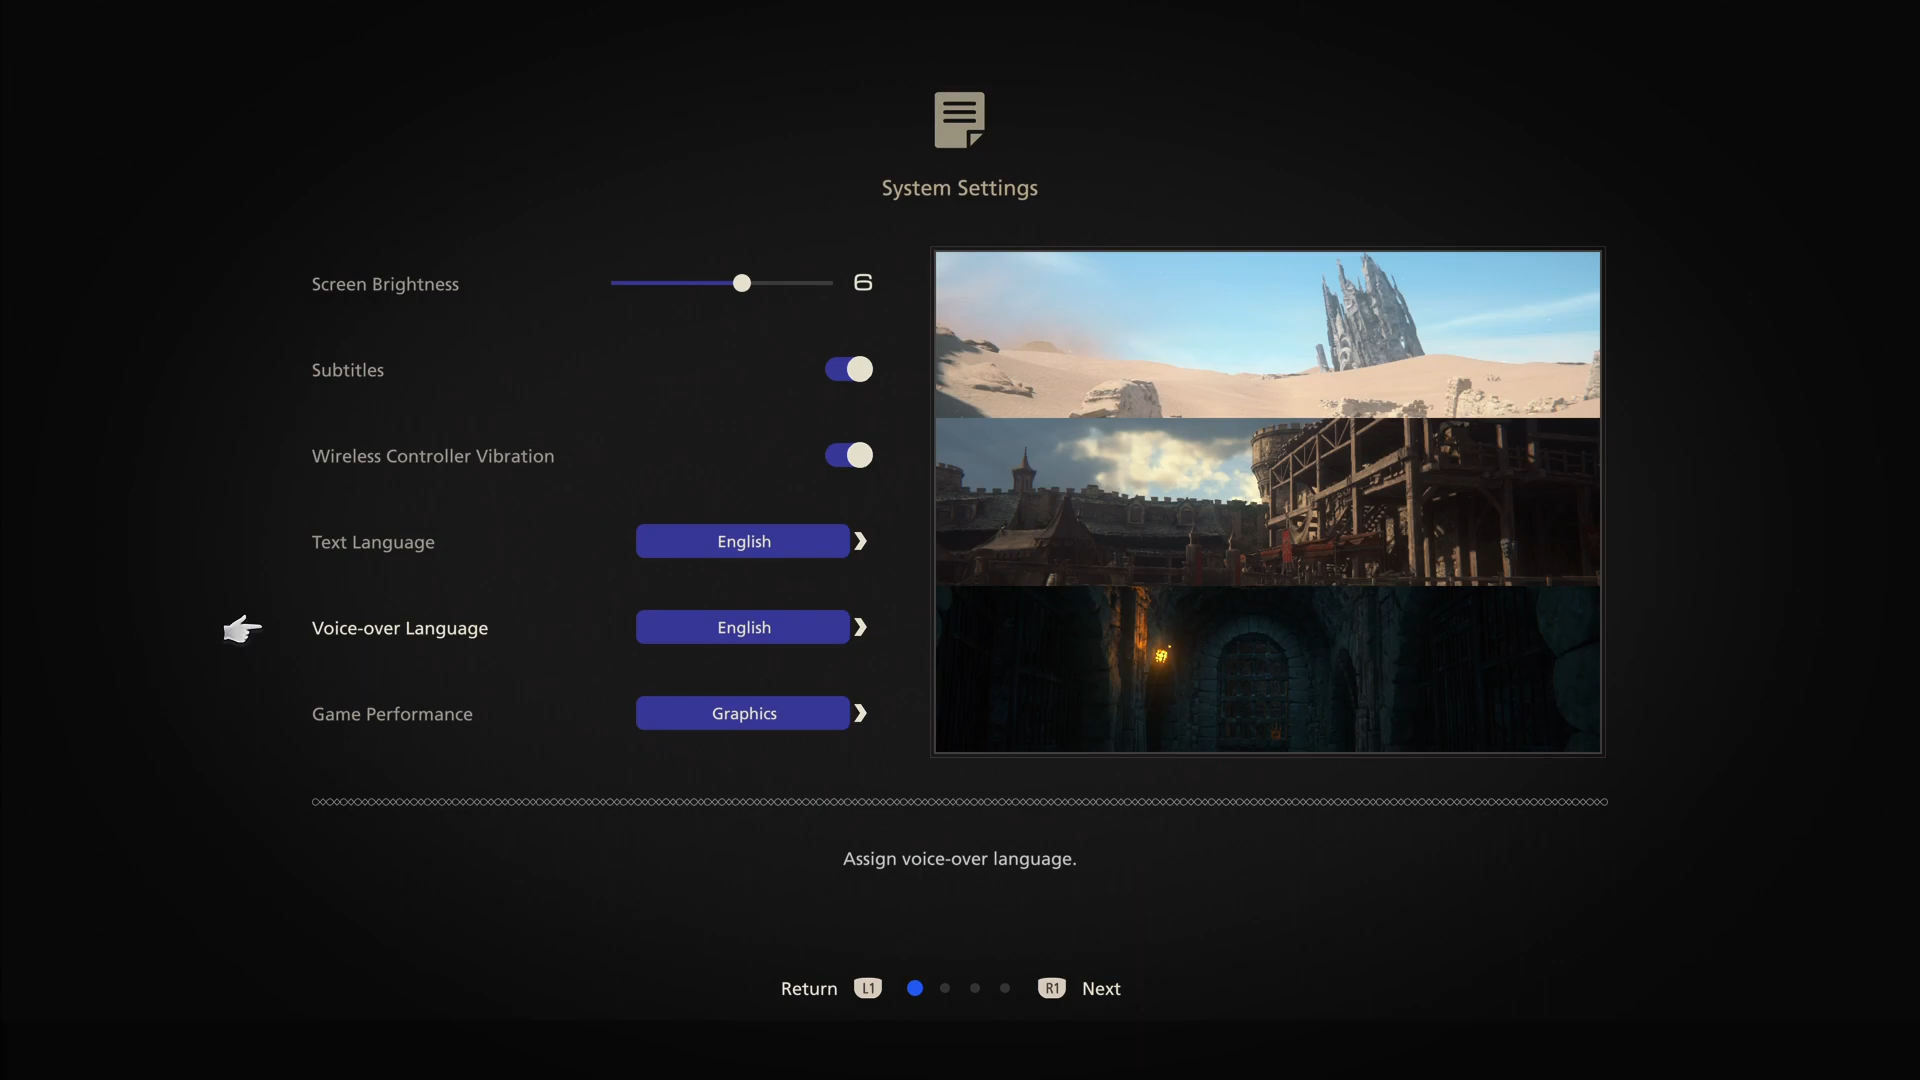 System Settings
Screen Brightness 6
Subtitles
Wireless Controller Vibration
Text Language English
Voice-over Language English
Game Performance Graphics
Assign voice-over language.
Return L1 R1 Next